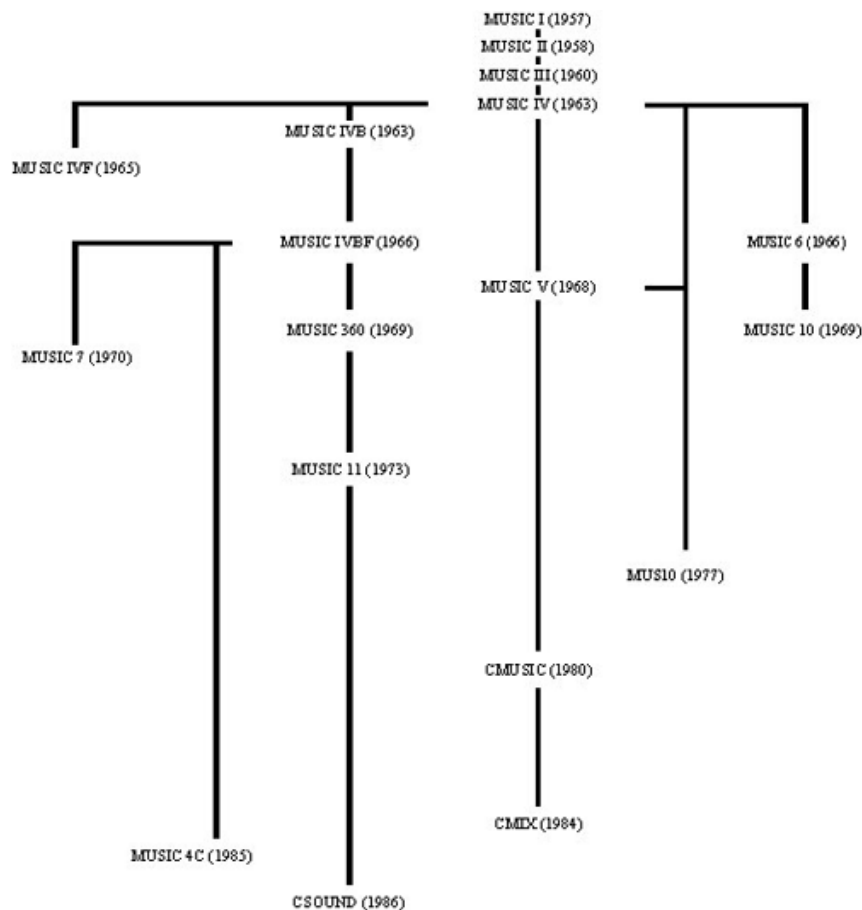 MUSIC I (1957)
MUSIC II (1958)
MUSIC III (1960)
MUSIC IV (1963)
MUSIC IVB (1963)
MUSIC IVF (1965)
MUSIC IVBF (1966)
MUSIC 6 (1966)
MUSIC V (1968)
MUSIC 360 (1969)
MUSIC 10 (1969)
MUSIC 7 (1970)
MUSIC 11 (1973)
MUS10 (1977)
CMUSIC (1980)
CMIX (1984)
MUSIC 4C (1985)
CSOUND (1986)